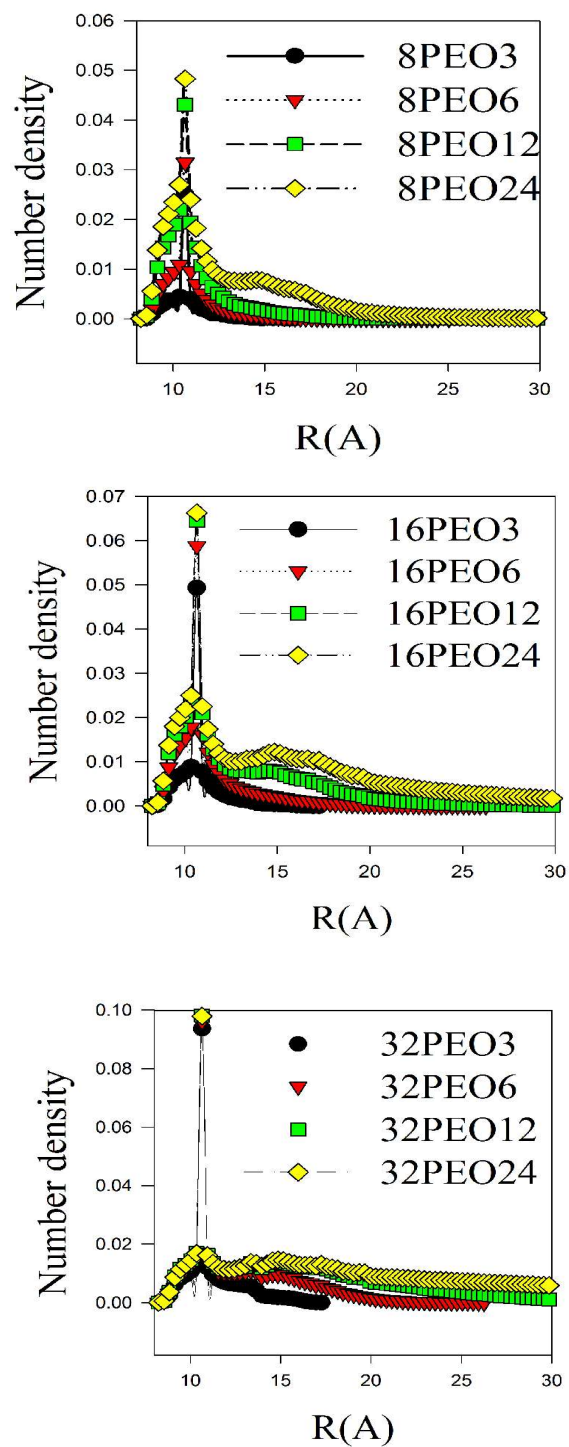 0.06
0.05
0.04
0.03
0.02
0.01
0.00
Number density
8PEO3
8PEO6
8PEO12
8PEO24
10 15 20 25 30
R(A)
0.07
0.06
0.05
0.04
0.03
0.02
0.01
0.00
Number density
16PEO3
16PEO6
16PEO12
16PEO24
10 15 20 25 30
R(A)
0.10
0.08
0.06
0.04
0.02
0.00
Number density
32PEO3
32PEO6
32PEO12
32PEO24
10 15 20 25 30
R(A)